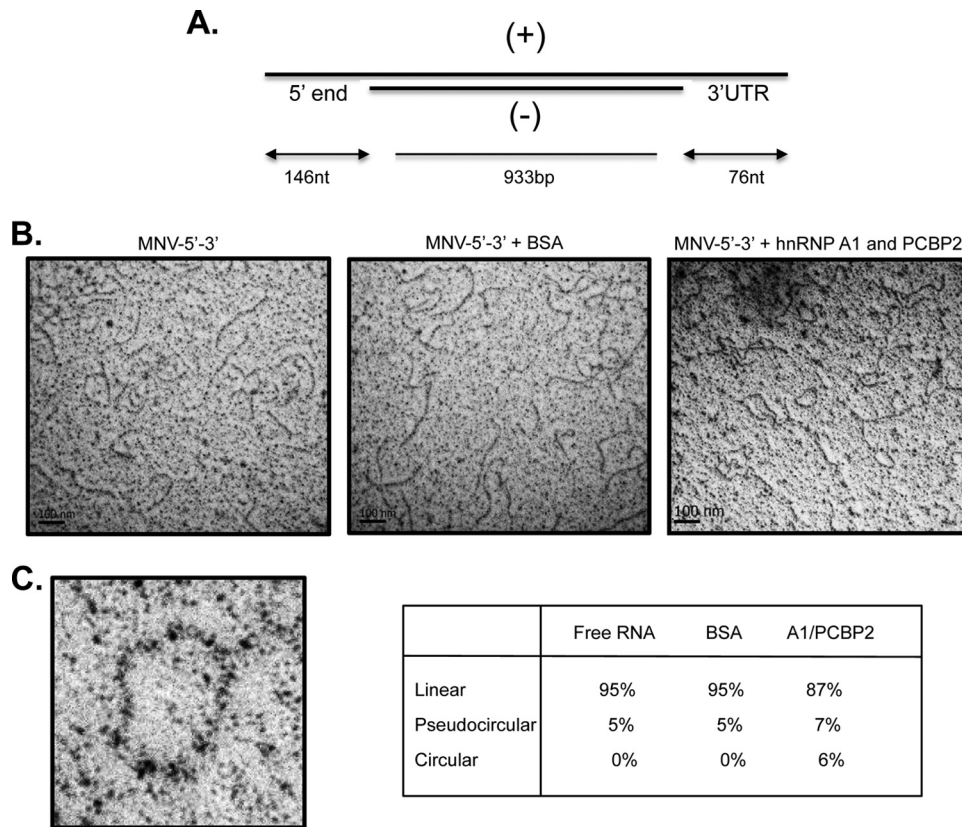 A.
(+)
5' end
3'UTR
(-)
146nt
933bp
76nt
B.
MNV-5'-3'
MNV-5'-3' + BSA
MNV-5'-3' + hnRNP A1 and PCBP2
100 nm
100 nm
100 nm
C.
Free RNA BSA A1/PCBP2
Linear 95% 95% 87%
Pseudocircular 5% 5% 7%
Circular 0% 0% 6%